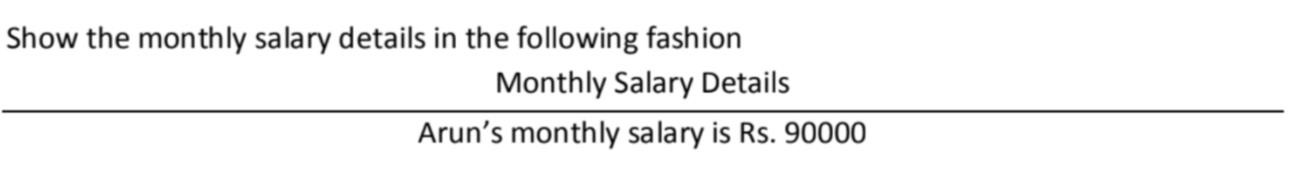 Show the monthly salary details in the following fashion
Monthly Salary Details
Arun’s monthly salary is Rs. 90000